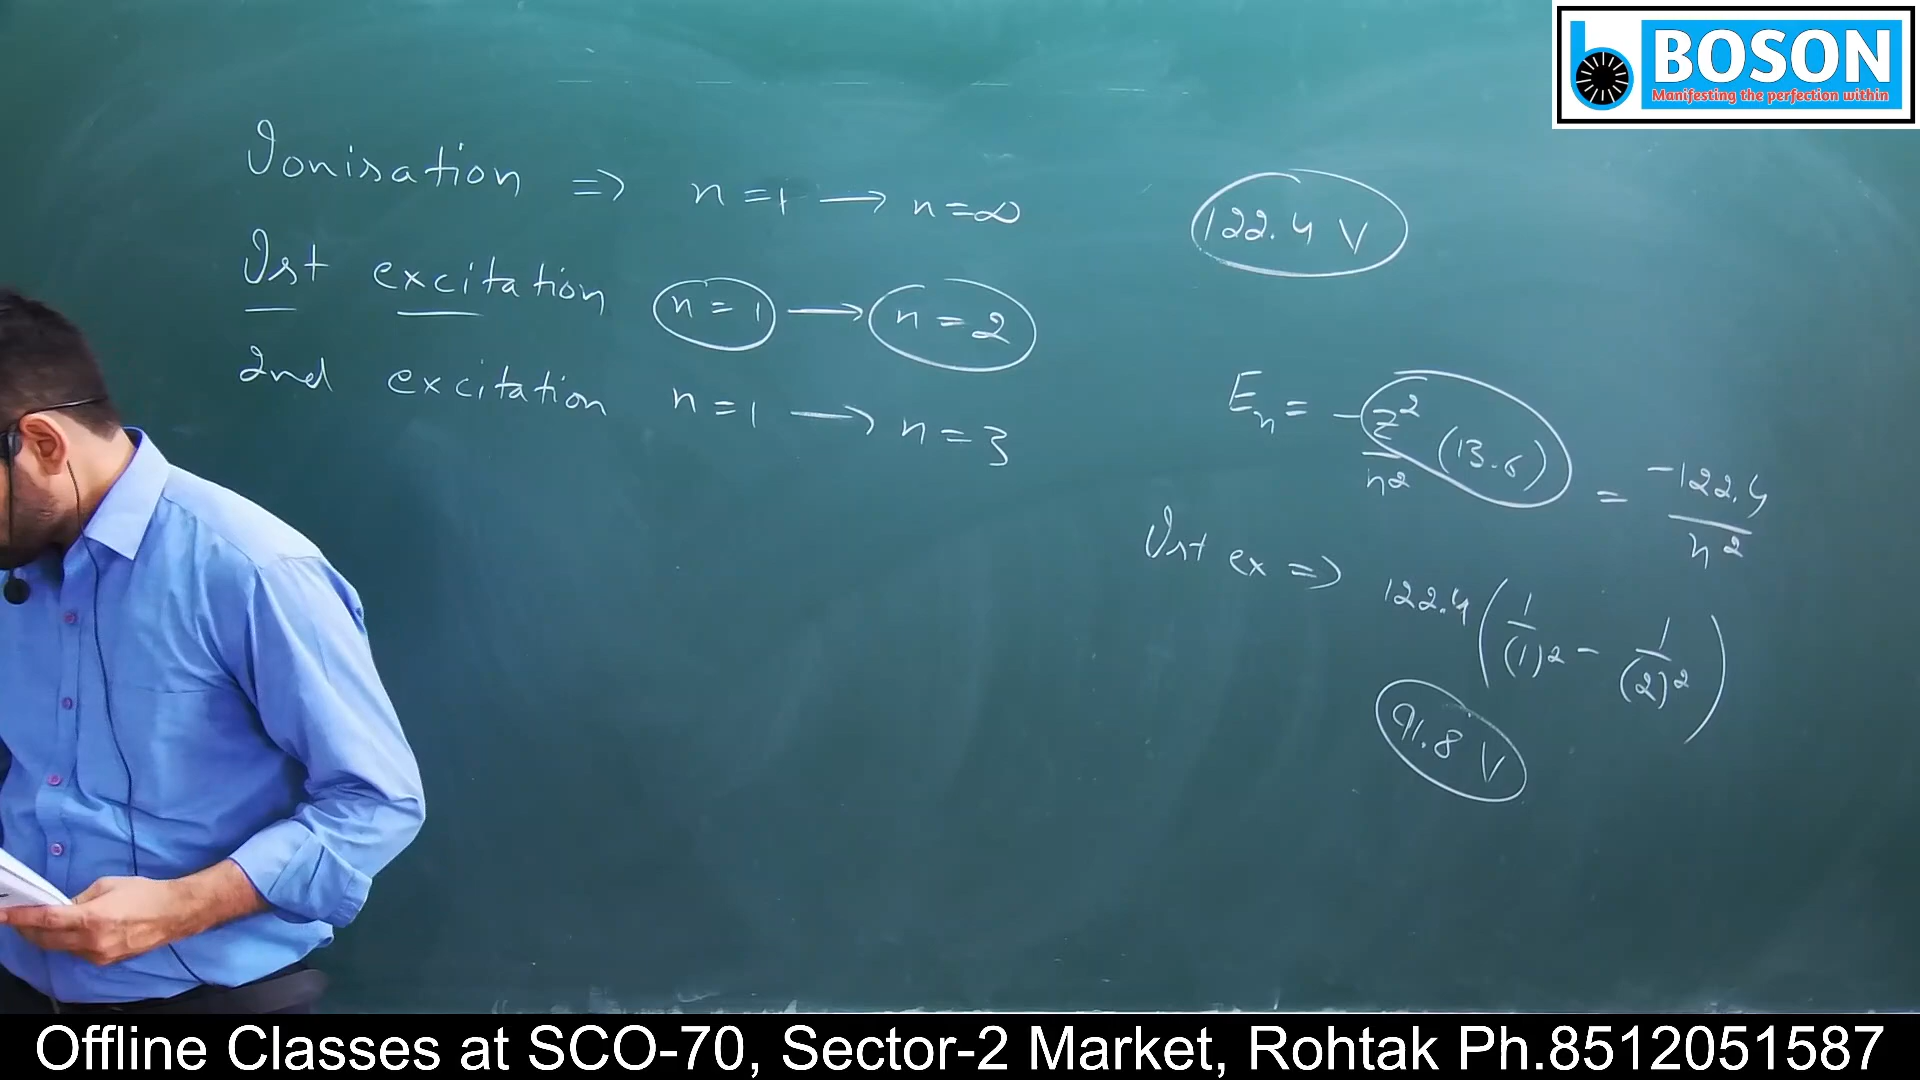 BOSON
Manifesting the perfection within
Ionisation => n=1 → n=∞
Ist excitation n=1 → n=2
2nd excitation n=1 → n=3
122.4 V
Eₙ = -Z²/n² (13.6) = -122.4/n²
Ist ex => 122.4 (1/(1)² - 1/(2)²)
91.8 V
Offline Classes at SCO-70, Sector-2 Market, Rohtak Ph.8512051587